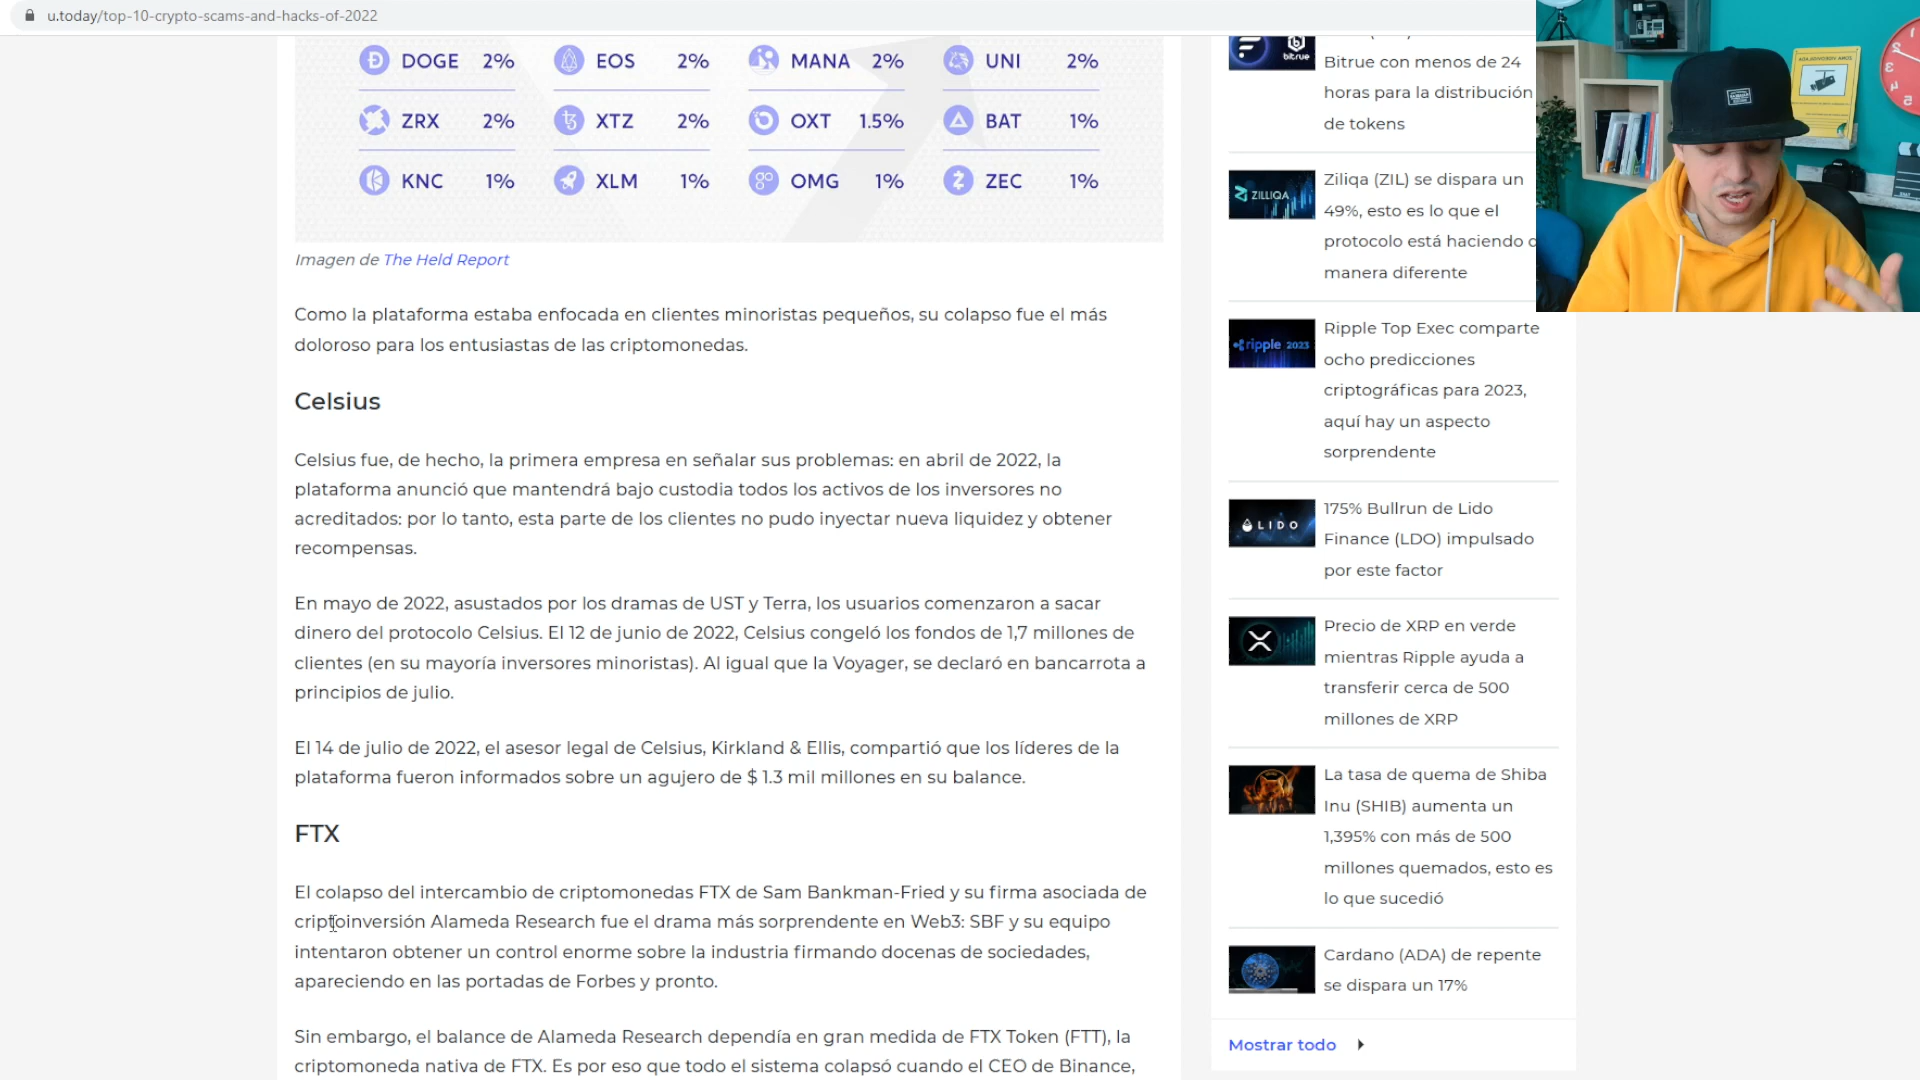 u.today/top-10-crypto-scams-and-hacks-of-2022
DOGE 2% EOS 2% MANA 2% UNI 2%
ZRX 2% XTZ 2% OXT 1.5% BAT 1%
KNC 1% XLM 1% OMG 1% ZEC 1%
Imagen de The Held Report
Como la plataforma estaba enfocada en clientes minoristas pequeños, su colapso fue el más
doloroso para los entusiastas de las criptomonedas.
Celsius
Celsius fue, de hecho, la primera empresa en señalar sus problemas: en abril de 2022, la
plataforma anunció que mantendrá bajo custodia todos los activos de los inversores no
acreditados: por lo tanto, esta parte de los clientes no pudo inyectar nueva liquidez y obtener
recompensas.
En mayo de 2022, asustados por los dramas de UST y Terra, los usuarios comenzaron a sacar
dinero del protocolo Celsius. El 12 de junio de 2022, Celsius congeló los fondos de 1,7 millones de
clientes (en su mayoría inversores minoristas). Al igual que la Voyager, se declaró en bancarrota a
principios de julio.
El 14 de julio de 2022, el asesor legal de Celsius, Kirkland & Ellis, compartió que los líderes de la
plataforma fueron informados sobre un agujero de $ 1.3 mil millones en su balance.
FTX
El colapso del intercambio de criptomonedas FTX de Sam Bankman-Fried y su firma asociada de
criptoinversión Alameda Research fue el drama más sorprendente en Web3: SBF y su equipo
intentaron obtener un control enorme sobre la industria firmando docenas de sociedades,
apareciendo en las portadas de Forbes y pronto.
Sin embargo, el balance de Alameda Research dependía en gran medida de FTX Token (FTT), la
criptomoneda nativa de FTX. Es por eso que todo el sistema colapsó cuando el CEO de Binance,
bitrue
Bitrue con menos de 24
horas para la distribución
de tokens
ZILLIQA
Ziliqa (ZIL) se dispara un
49%, esto es lo que el
protocolo está haciendo
manera diferente
ripple 2023
Ripple Top Exec comparte
ocho predicciones
criptográficas para 2023,
aquí hay un aspecto
sorprendente
LIDO
175% Bullrun de Lido
Finance (LDO) impulsado
por este factor
Precio de XRP en verde
mientras Ripple ayuda a
transferir cerca de 500
millones de XRP
La tasa de quema de Shiba
Inu (SHIB) aumenta un
1,395% con más de 500
millones quemados, esto es
lo que sucedió
Cardano (ADA) de repente
se dispara un 17%
Mostrar todo